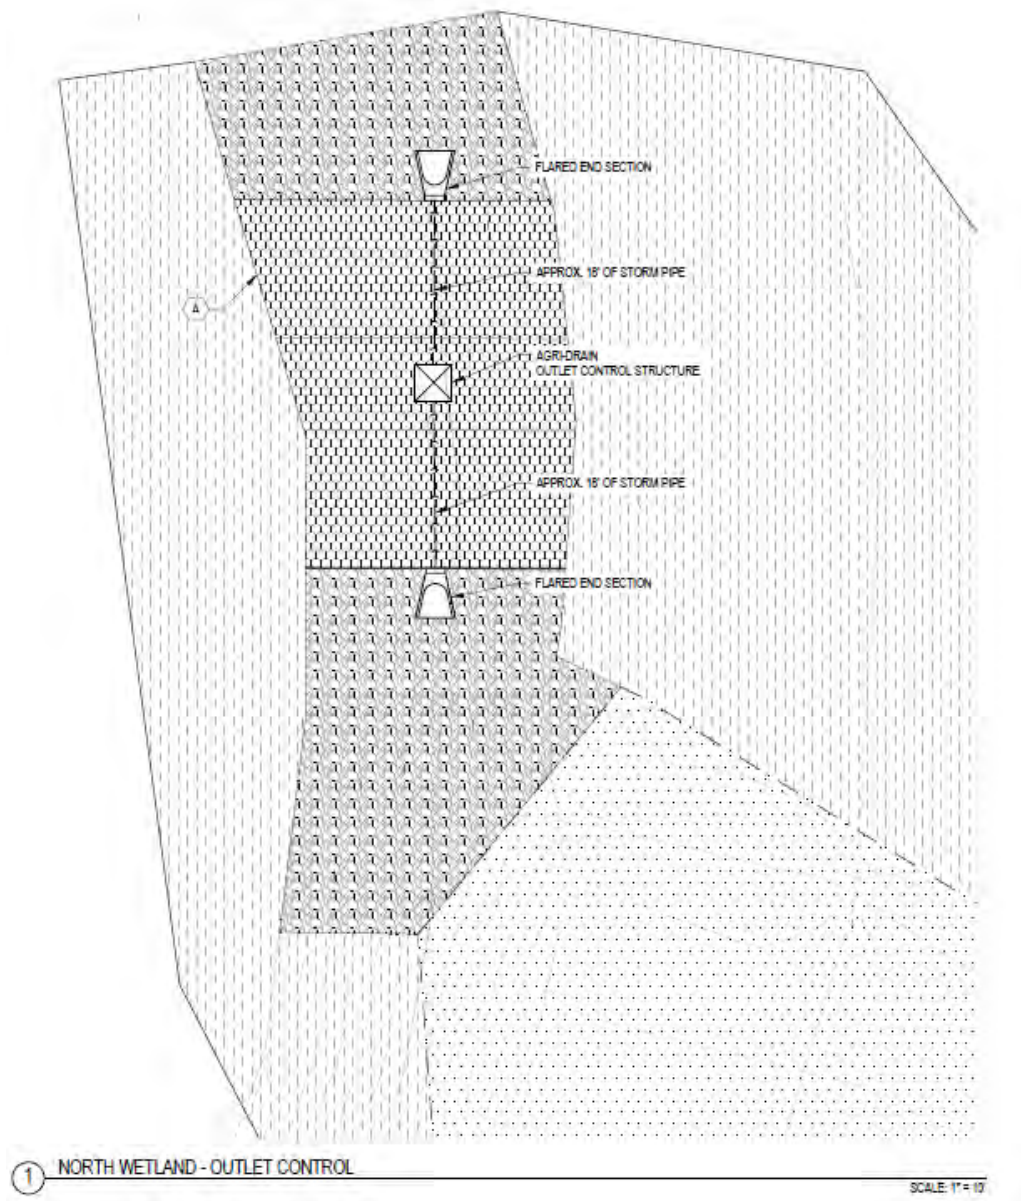 FLARED END SECTION
APPROX. 18' OF STORM PIPE
A
AGRI-DRAIN
OUTLET CONTROL STRUCTURE
APPROX. 18' OF STORM PIPE
FLARED END SECTION
1
NORTH WETLAND - OUTLET CONTROL
SCALE: 1" = 10'